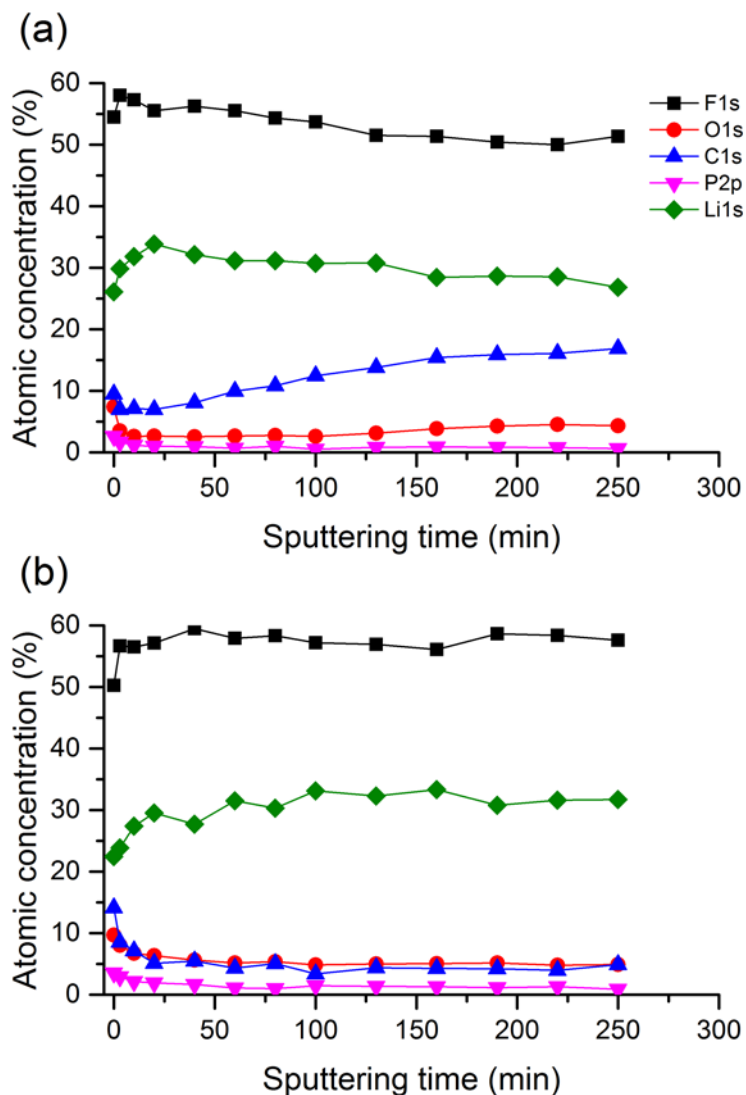 (a)
Atomic concentration (%)
60
50
40
30
20
10
0
0 50 100 150 200 250 300
Sputtering time (min)
F1s
O1s
C1s
P2p
Li1s
(b)
Atomic concentration (%)
60
50
40
30
20
10
0
0 50 100 150 200 250 300
Sputtering time (min)